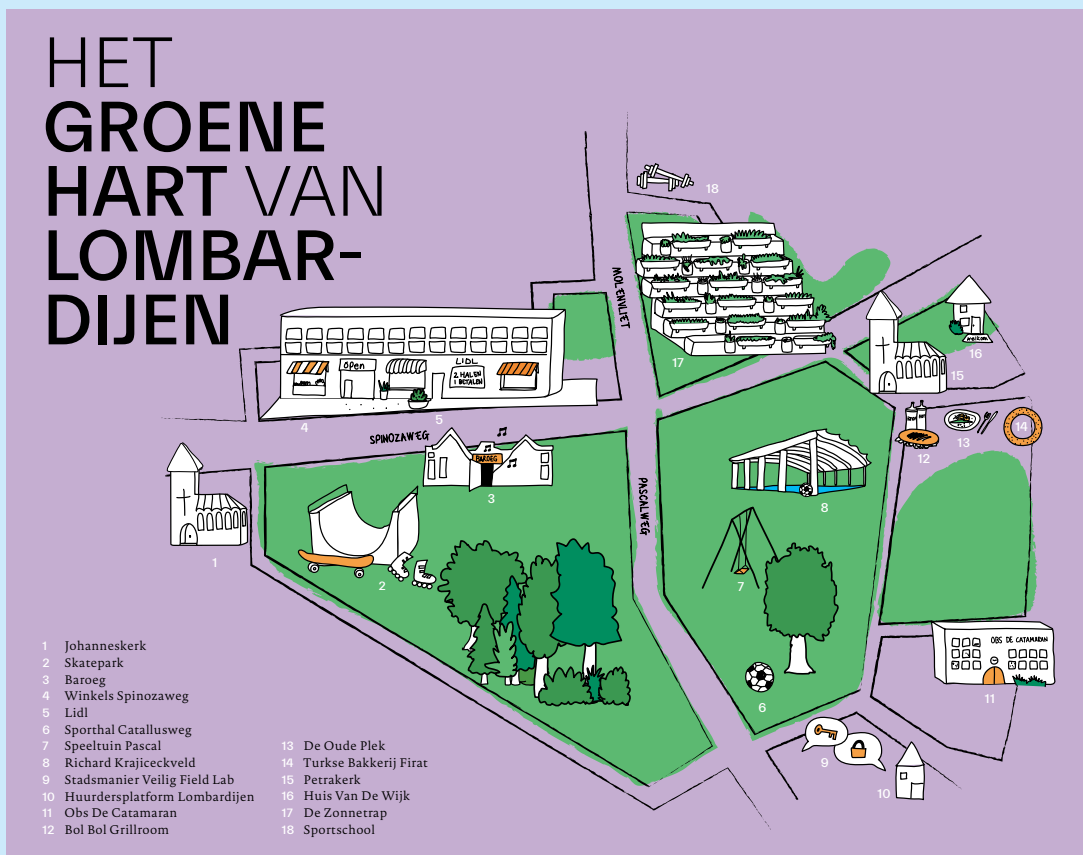 HET
GROENE
HART VAN
LOMBAR-
DIJEN
18
MOLENVLIET
17
welkom
16
15
OPEN
LIDL
2 HALEN
1 BETALEN
4
5
SPINOZAWEG
BAROEG
3
12
13
14
8
PASCALWEG
1
2
7
OBS DE CATAMARAN
11
6
9
10
1 Johanneskerk
2 Skatepark
3 Baroeg
4 Winkels Spinozaweg
5 Lidl
6 Sporthal Catallusweg
7 Speeltuin Pascal
8 Richard Krajiceckveld
9 Stadsmanier Veilig Field Lab
10 Huurdersplatform Lombardijen
11 Obs De Catamaran
12 Bol Bol Grillroom
13 De Oude Plek
14 Turkse Bakkerij Firat
15 Petrakerk
16 Huis Van De Wijk
17 De Zonnetrap
18 Sportschool